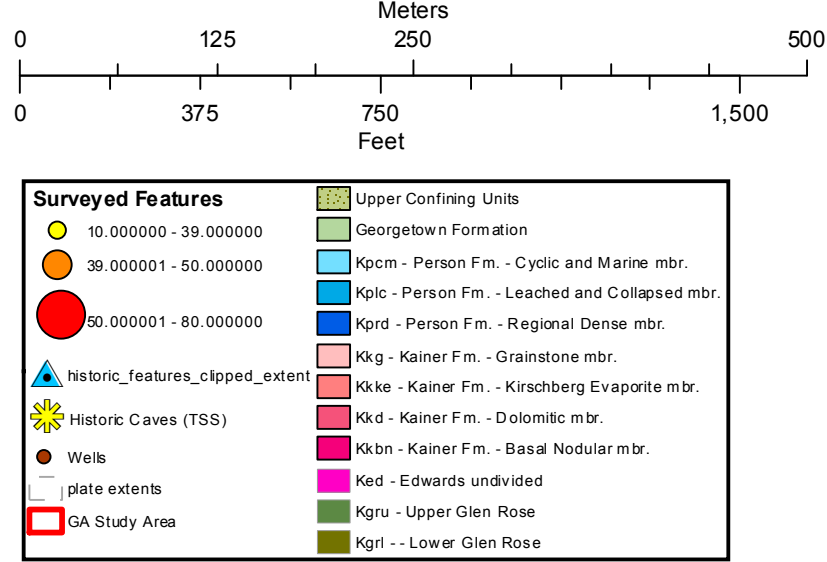 Meters
0 125 250 500
0 375 750 1,500
Feet
Surveyed Features
10.000000 - 39.000000
39.000001 - 50.000000
50.000001 - 80.000000
historic_features_clipped_extent
Historic Caves (TSS)
Wells
plate extents
GA Study Area
Upper Confining Units
Georgetown Formation
Kpcm - Person Fm. - Cyclic and Marine mbr.
Kplc - Person Fm. - Leached and Collapsed mbr.
Kprd - Person Fm. - Regional Dense mbr.
Kkg - Kainer Fm. - Grainstone mbr.
Kkke - Kainer Fm. - Kirschberg Evaporite mbr.
Kkd - Kainer Fm. - Dolomitic mbr.
Kkbn - Kainer Fm. - Basal Nodular mbr.
Ked - Edwards undivided
Kgru - Upper Glen Rose
Kgrl - - Lower Glen Rose